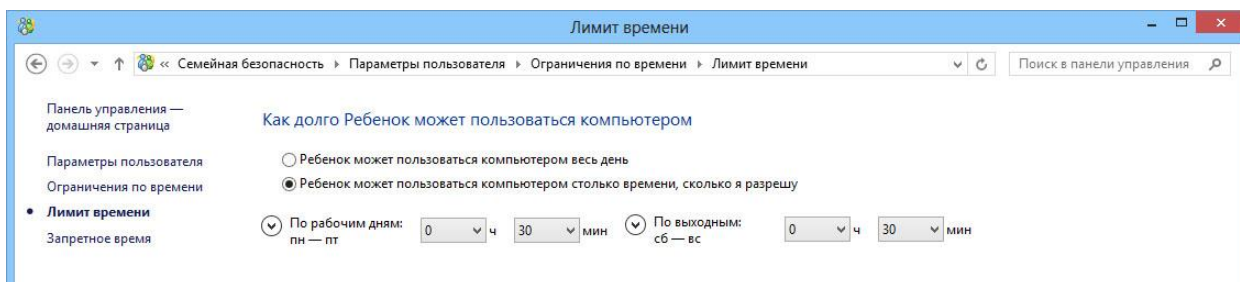 Лимит времени
« Семейная безопасность ▸ Параметры пользователя ▸ Ограничения по времени ▸ Лимит времени
Поиск в панели управления
Панель управления —
домашняя страница
Параметры пользователя
Ограничения по времени
• Лимит времени
Запретное время
Как долго Ребенок может пользоваться компьютером
Ребенок может пользоваться компьютером весь день
Ребенок может пользоваться компьютером столько времени, сколько я разрешу
По рабочим дням:
пн — пт
0 ч 30 мин
По выходным:
сб — вс
0 ч 30 мин